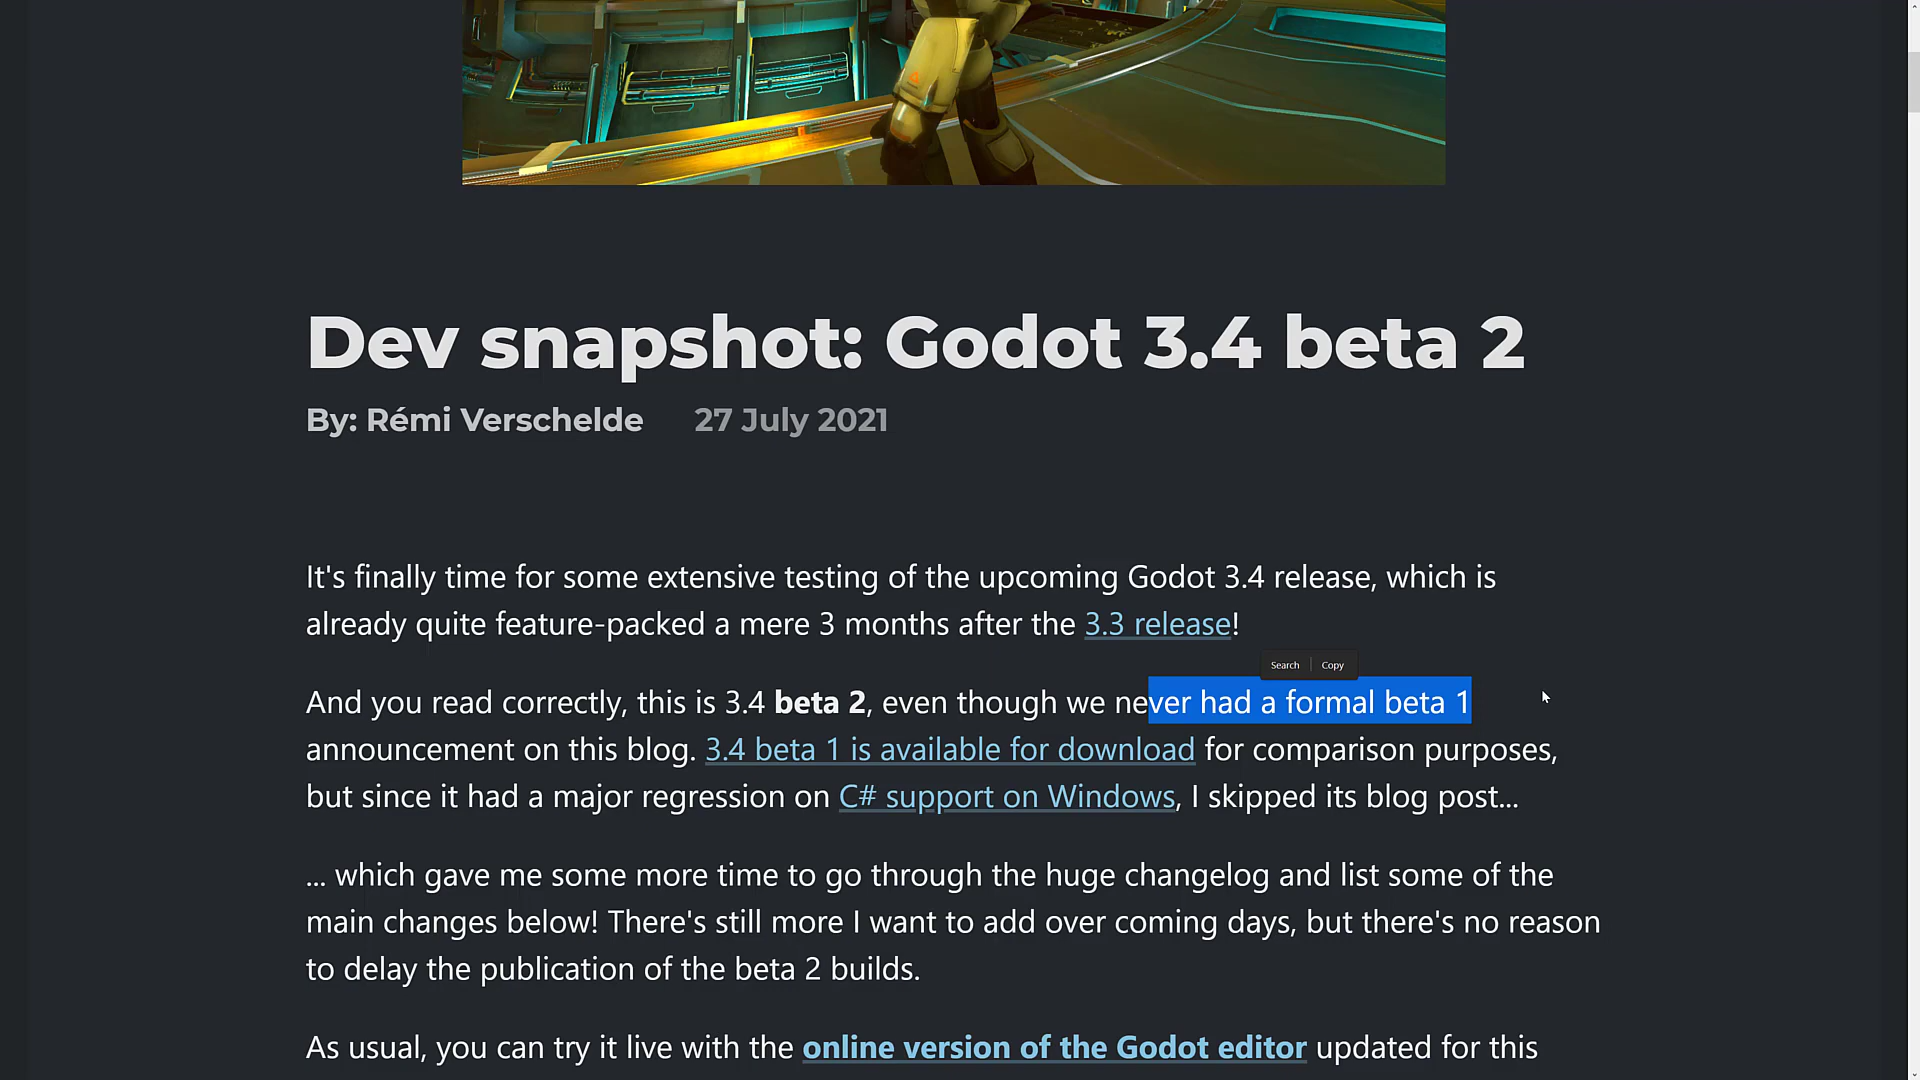 Dev snapshot: Godot 3.4 beta 2
By: Rémi Verschelde 27 July 2021
It's finally time for some extensive testing of the upcoming Godot 3.4 release, which is
already quite feature-packed a mere 3 months after the 3.3 release!
Search Copy
And you read correctly, this is 3.4 beta 2, even though we never had a formal beta 1
announcement on this blog. 3.4 beta 1 is available for download for comparison purposes,
but since it had a major regression on C# support on Windows, I skipped its blog post...
... which gave me some more time to go through the huge changelog and list some of the
main changes below! There's still more I want to add over coming days, but there's no reason
to delay the publication of the beta 2 builds.
As usual, you can try it live with the online version of the Godot editor updated for this